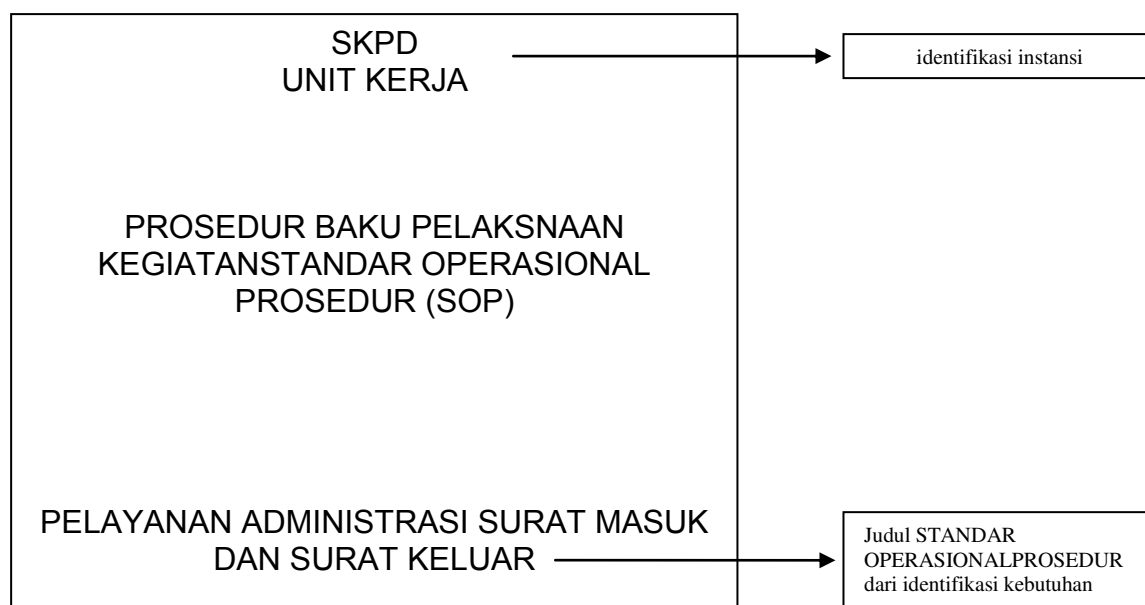 SKPD
UNIT KERJA
identifikasi instansi
PROSEDUR BAKU PELAKSNAAN
KEGIATANSTANDAR OPERASIONAL
PROSEDUR (SOP)
PELAYANAN ADMINISTRASI SURAT MASUK
DAN SURAT KELUAR
Judul STANDAR
OPERASIONALPROSEDUR
dari identifikasi kebutuhan